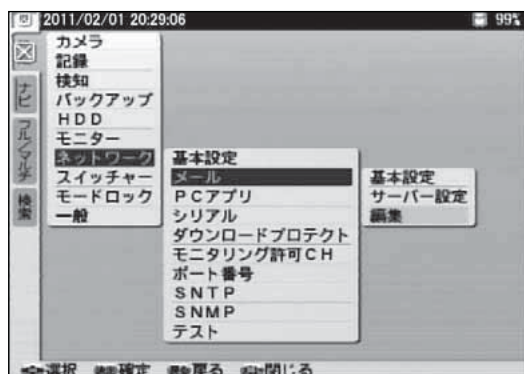 2011/02/01 20:29:06 99%
カメラ
記録
検知
バックアップ
HDD
モニター
ネットワーク
スイッチャー
モードロック
一般
ナビ
フル/マルチ
検索
基本設定
メール
PCアプリ
シリアル
ダウンロードプロテクト
モニタリング許可CH
ポート番号
SNTP
SNMP
テスト
基本設定
サーバー設定
編集
選択 確定 戻る 閉じる